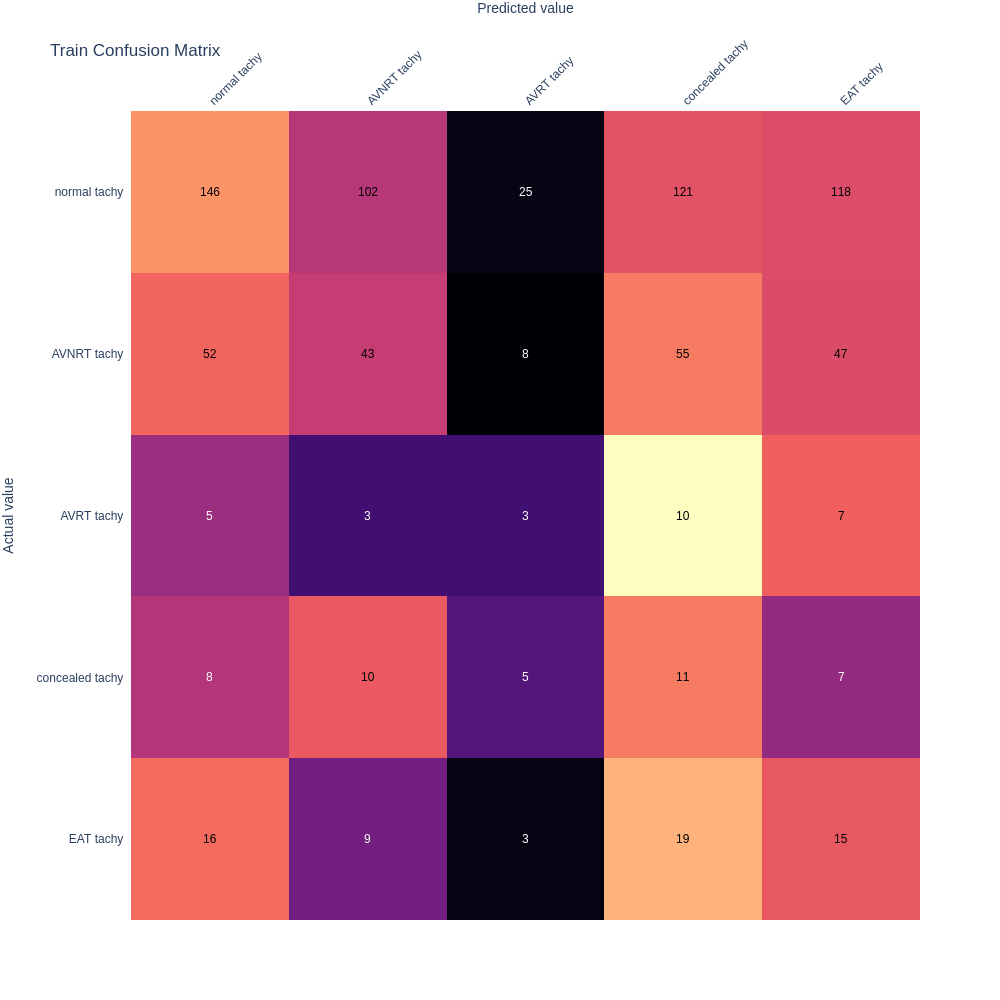 Predicted value
Train Confusion Matrix
normal tachy
AVNRT tachy
AVRT tachy
concealed tachy
EAT tachy
normal tachy 146 102 25 121 118
AVNRT tachy 52 43 8 55 47
Actual value
AVRT tachy 5 3 3 10 7
concealed tachy 8 10 5 11 7
EAT tachy 16 9 3 19 15